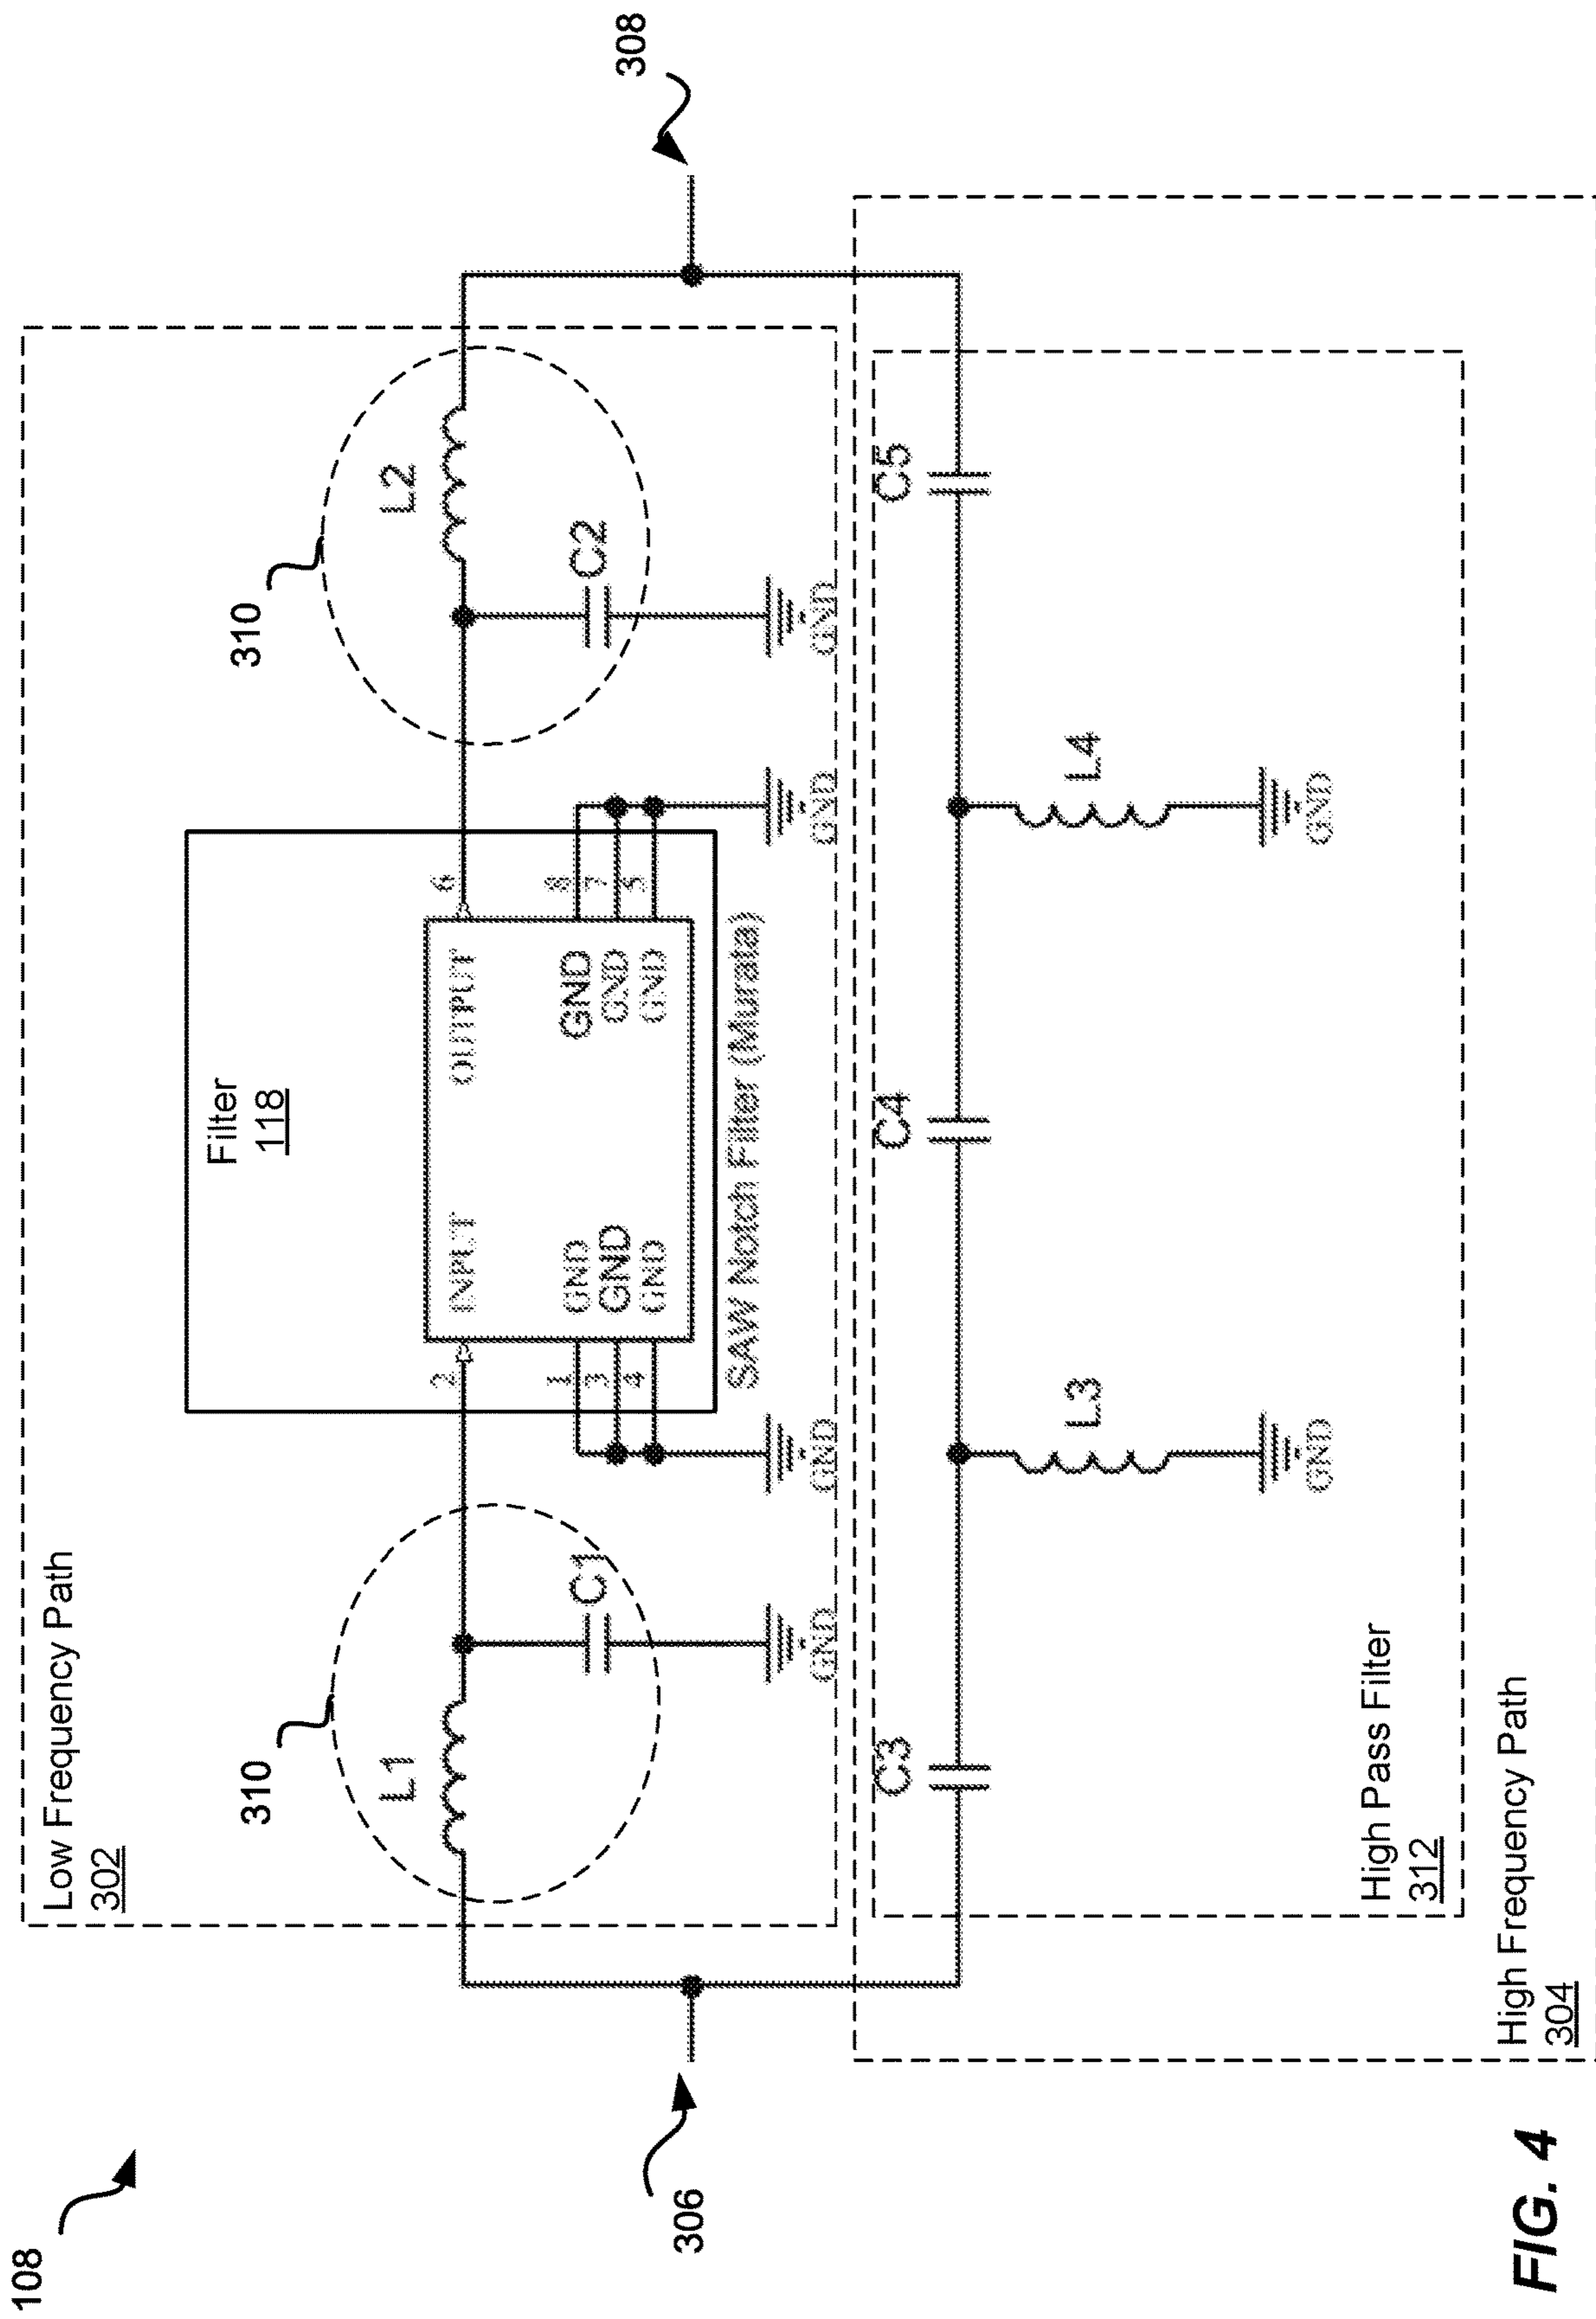 108
Low Frequency Path
302
310
L1
C1
GND
Filter
118
INPUT
OUTPUT
2
6
GND
GND
GND
GND
GND
GND
1
3
4
8
7
5
GND
GND
SAW Notch Filter (Murata)
310
L2
C2
GND
306
308
C3
C4
C5
L3
GND
L4
GND
High Pass Filter
312
High Frequency Path
304
FIG. 4